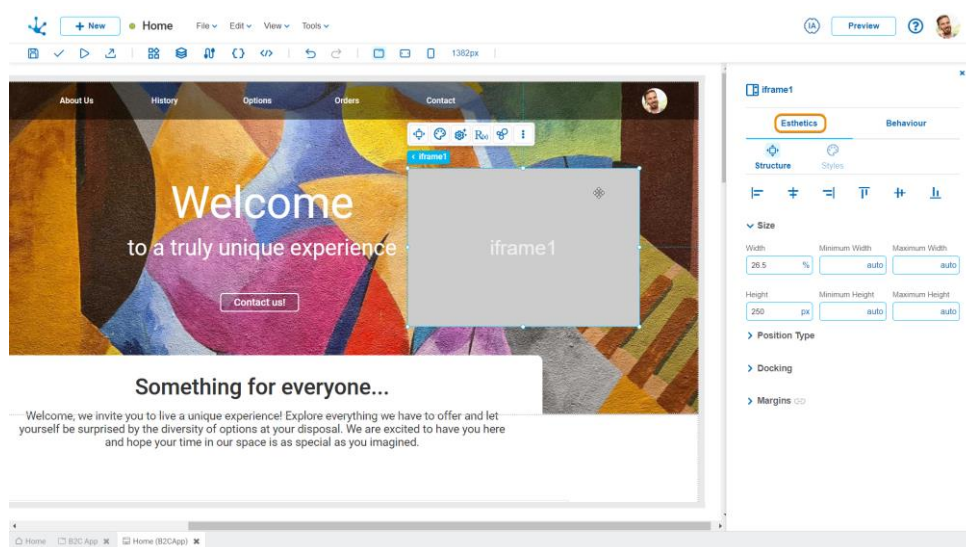 + New
Home
File
Edit
View
Tools
IA
Preview
?
1382px
About Us
History
Options
Orders
Contact
iframe1
Welcome
to a truly unique experience
iframe1
Contact us!
Something for everyone...
Welcome, we invite you to live a unique experience! Explore everything we have to offer and let
yourself be surprised by the diversity of options at your disposal. We are excited to have you here
and hope your time in our space is as special as you imagined.
iframe1
Esthetics
Behaviour
Structure
Styles
Size
Width
Minimum Width
Maximum Width
26.5 %
auto
auto
Height
Minimum Height
Maximum Height
250 px
auto
auto
Position Type
Docking
Margins
Home
B2C App
Home (B2CApp)